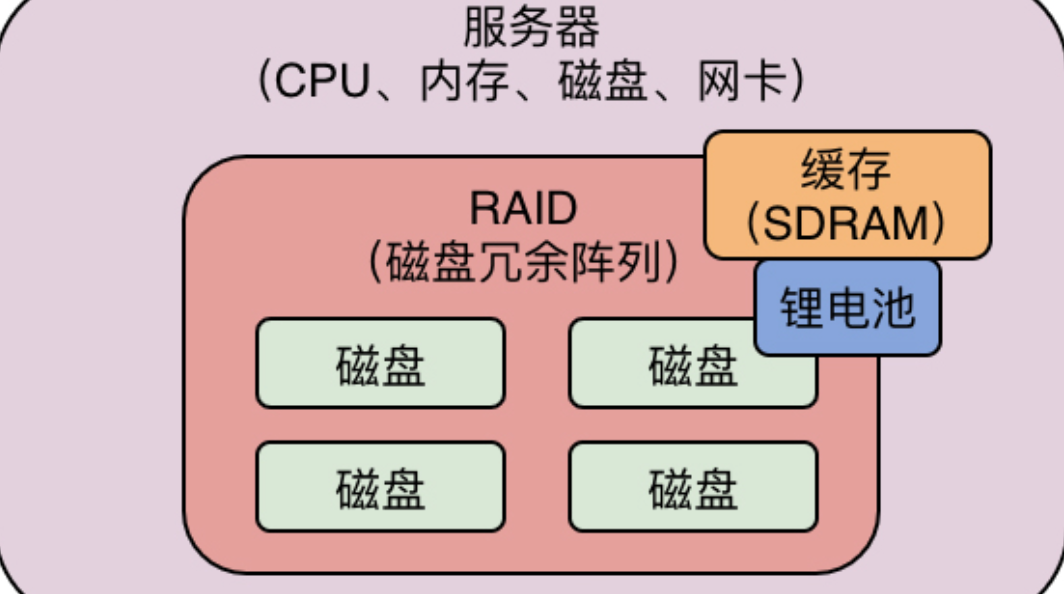 服务器
（CPU、内存、磁盘、网卡）
缓存
（SDRAM）
RAID
（磁盘冗余阵列）
锂电池
磁盘
磁盘
磁盘
磁盘